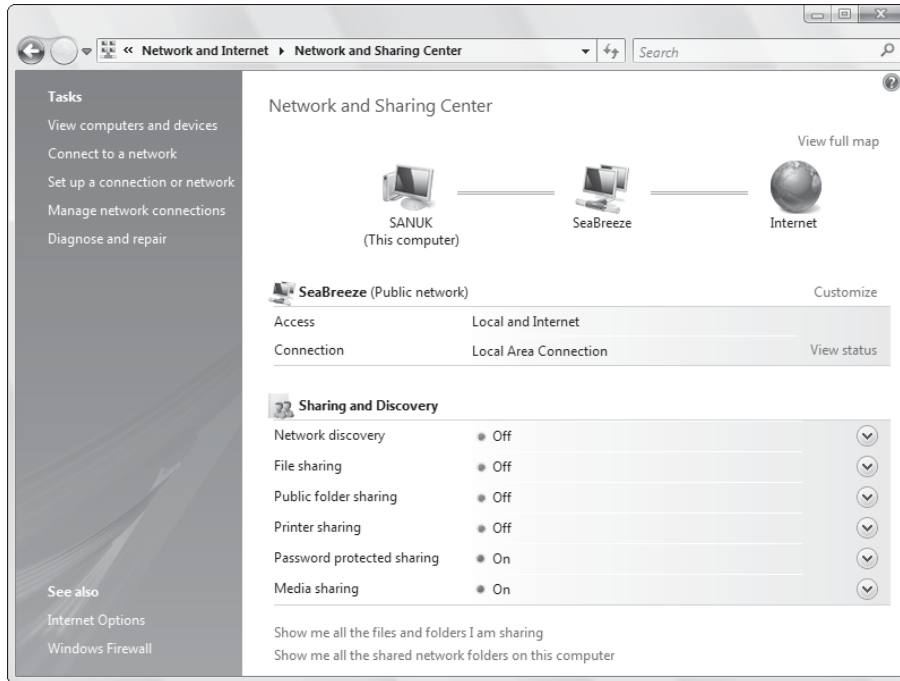 « Network and Internet ▸ Network and Sharing Center
Search
Tasks
View computers and devices
Connect to a network
Set up a connection or network
Manage network connections
Diagnose and repair
Network and Sharing Center
View full map
SANUK
(This computer)
SeaBreeze
Internet
SeaBreeze (Public network)
Customize
Access Local and Internet
Connection Local Area Connection View status
Sharing and Discovery
Network discovery Off
File sharing Off
Public folder sharing Off
Printer sharing Off
Password protected sharing On
Media sharing On
Show me all the files and folders I am sharing
Show me all the shared network folders on this computer
See also
Internet Options
Windows Firewall